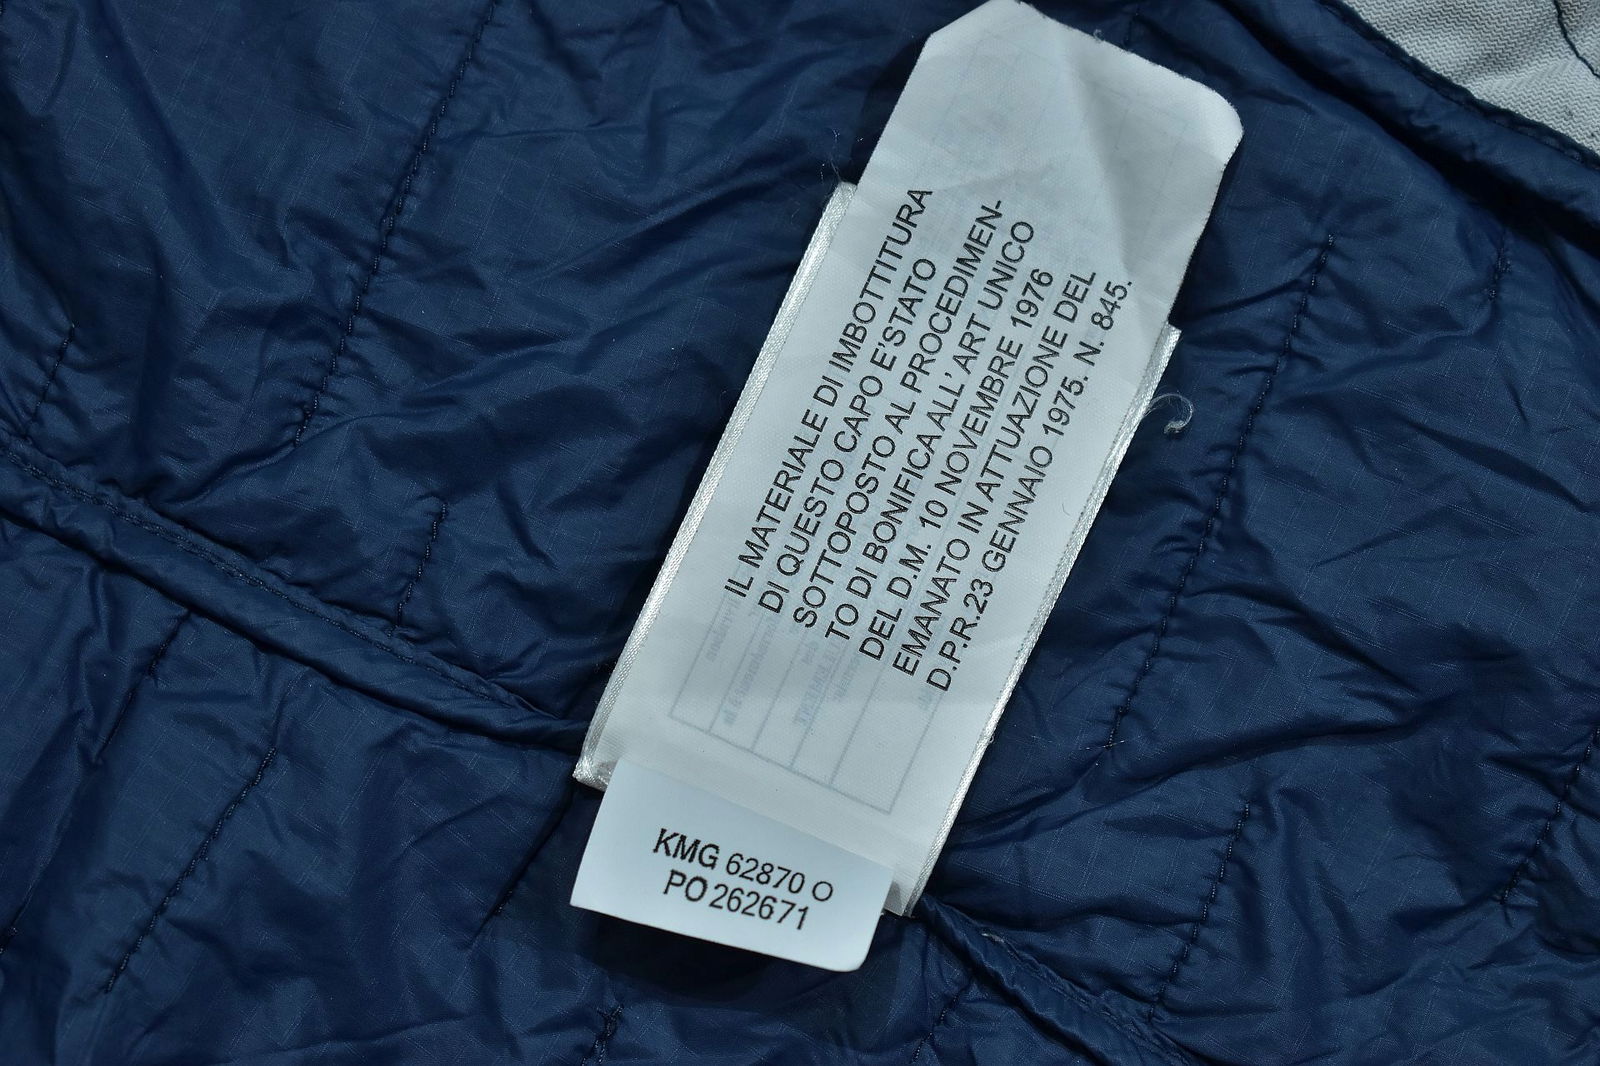 IL MATERIALE DI IMBOTTITURA
DI QUESTO CAPO E'STATO
SOTTOPOSTO AL PROCEDIMEN-
TO DI BONIFICA ALL' ART UNICO
DEL D.M. 10 NOVEMBRE 1976
EMANATO IN ATTUAZIONE DEL
D.P.R.23 GENNAIO 1975. N. 845.
KMG 62870 O
PO 262671